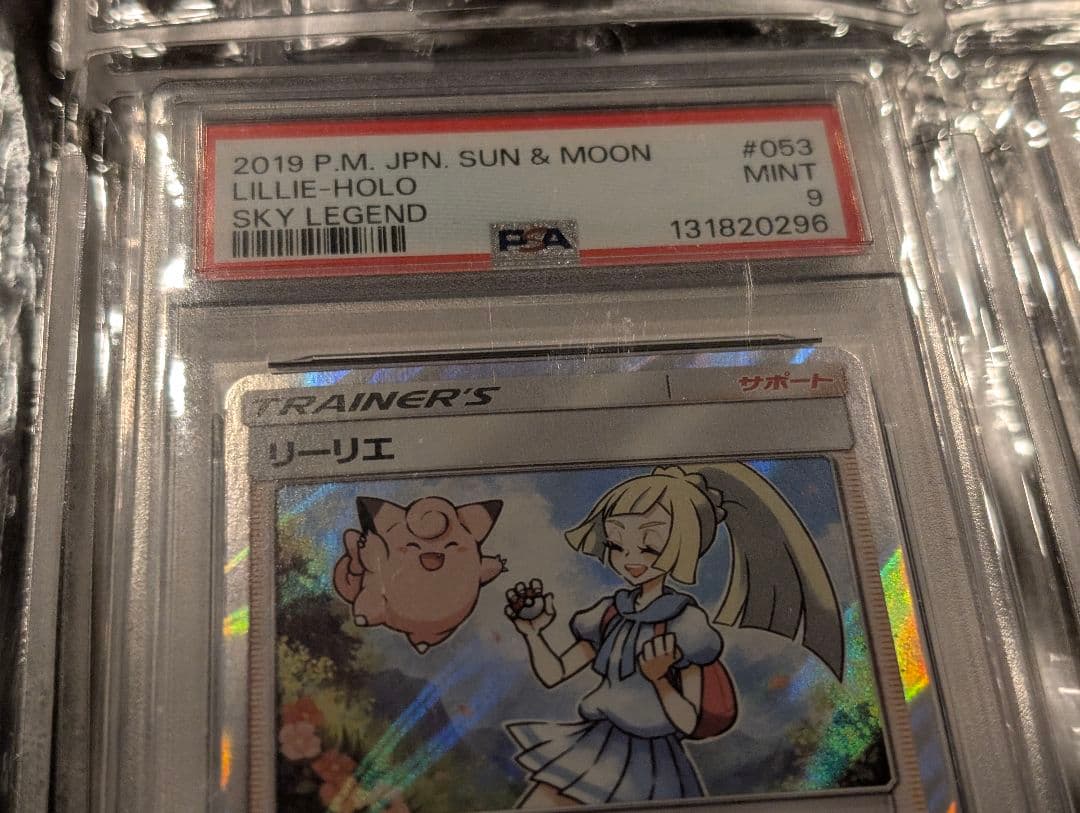 2019 P.M. JPN. SUN & MOON #053
LILLIE-HOLO MINT
SKY LEGEND 9
PSA 131820296
TRAINER'S サポート
リーリエ